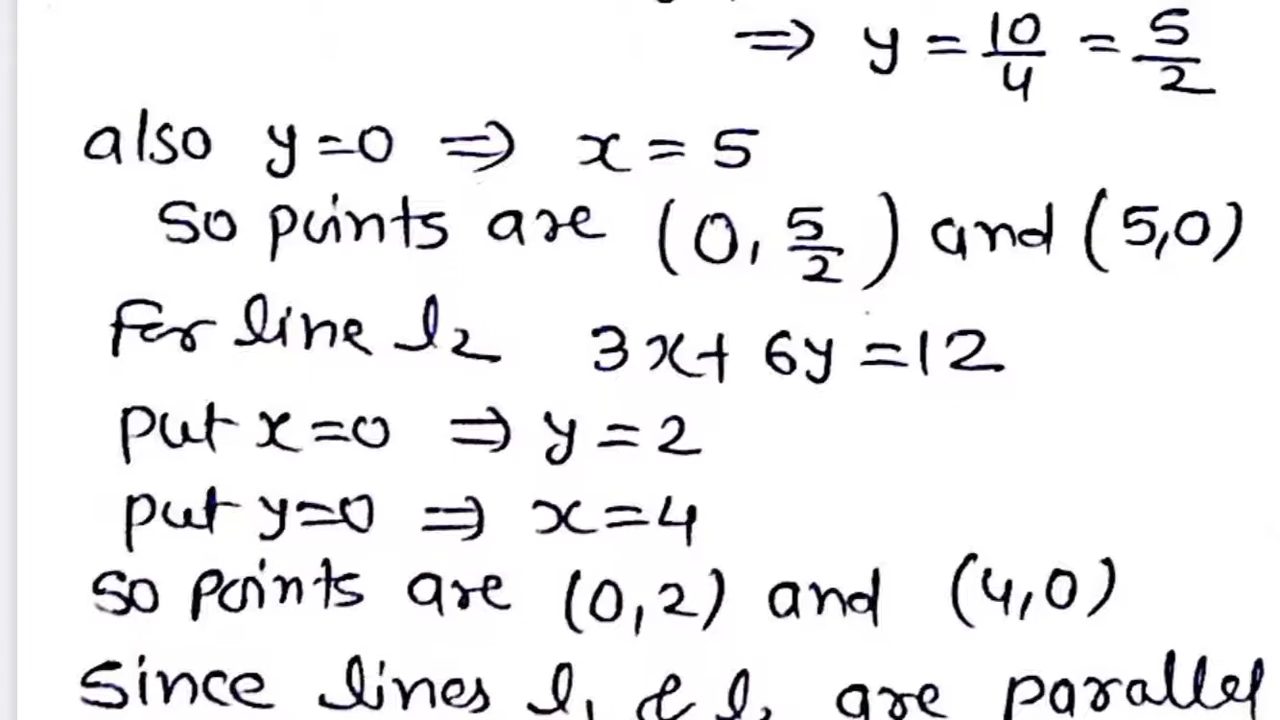 ⇒ y = 10/4 = 5/2
also y=0 ⇒ x = 5
So points are (0, 5/2) and (5,0)
For line l2 3x+ 6y =12
put x=0 ⇒ y = 2
put y=0 ⇒ x=4
so points are (0,2) and (4,0)
Since lines l1 & l2 are parallel